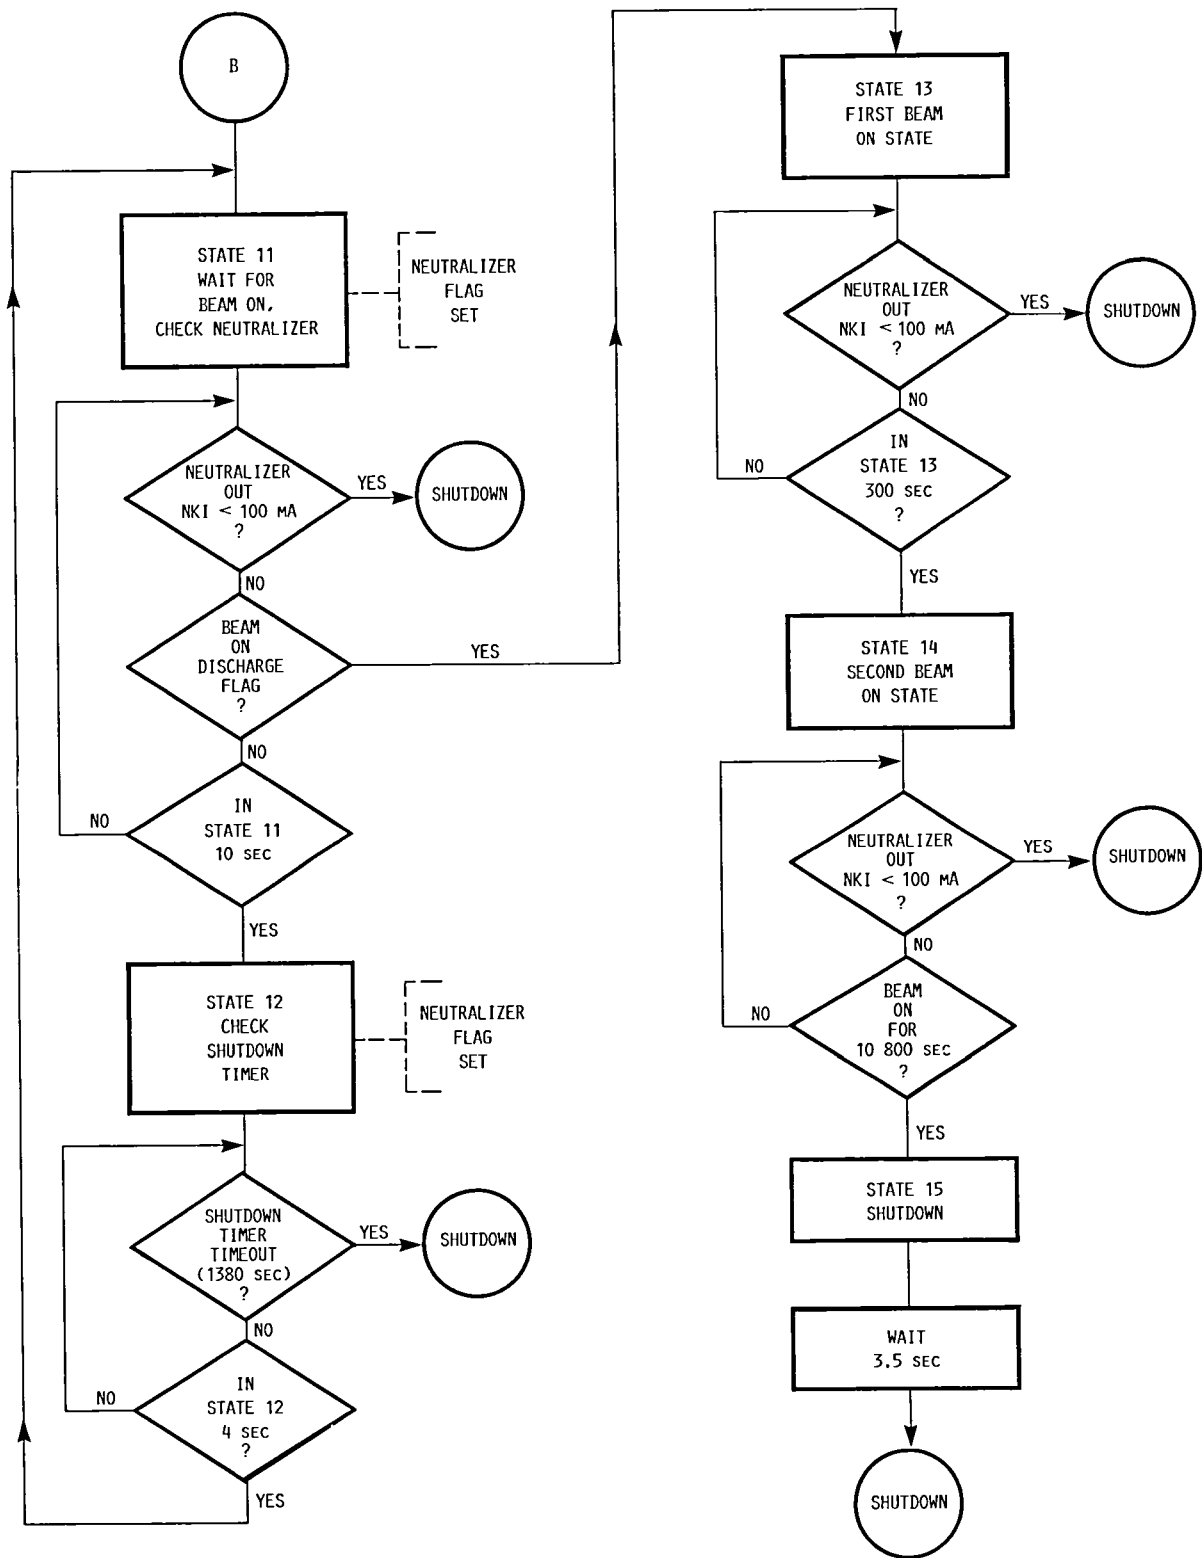 B
STATE 11
WAIT FOR
BEAM ON,
CHECK NEUTRALIZER
NEUTRALIZER
FLAG
SET
NEUTRALIZER
OUT
NKI < 100 MA
?
YES
SHUTDOWN
NO
BEAM
ON
DISCHARGE
FLAG
?
YES
NO
IN
STATE 11
10 SEC
NO
YES
STATE 12
CHECK
SHUTDOWN
TIMER
NEUTRALIZER
FLAG
SET
SHUTDOWN
TIMER
TIMEOUT
(1380 SEC)
?
YES
SHUTDOWN
NO
IN
STATE 12
4 SEC
?
NO
YES
STATE 13
FIRST BEAM
ON STATE
NEUTRALIZER
OUT
NKI < 100 MA
?
YES
SHUTDOWN
NO
IN
STATE 13
300 SEC
?
NO
YES
STATE 14
SECOND BEAM
ON STATE
NEUTRALIZER
OUT
NKI < 100 MA
?
YES
SHUTDOWN
NO
BEAM
ON
FOR
10 800 SEC
?
NO
YES
STATE 15
SHUTDOWN
WAIT
3.5 SEC
SHUTDOWN